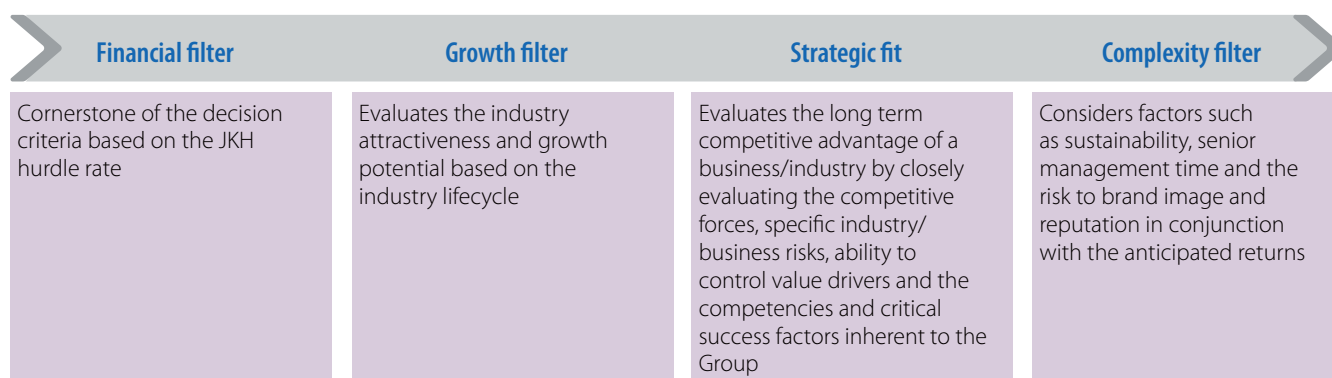 Financial filter
Growth filter
Strategic fit
Complexity filter
Cornerstone of the decision
criteria based on the JKH
hurdle rate
Evaluates the industry
attractiveness and growth
potential based on the
industry lifecycle
Evaluates the long term
competitive advantage of a
business/industry by closely
evaluating the competitive
forces, specific industry/
business risks, ability to
control value drivers and the
competencies and critical
success factors inherent to the
Group
Considers factors such
as sustainability, senior
management time and the
risk to brand image and
reputation in conjunction
with the anticipated returns